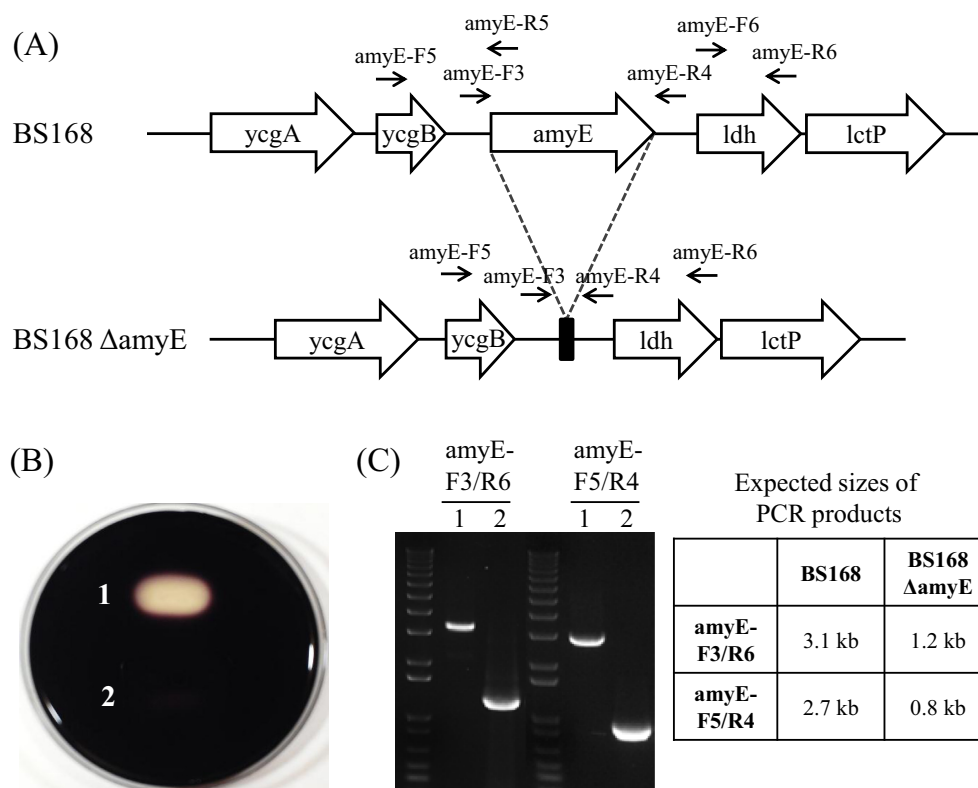 (A)
amyE-R5
amyE-F6
amyE-F5
amyE-F3
amyE-R4
amyE-R6
BS168
ycgA
ycgB
amyE
ldh
lctP
amyE-F5
amyE-F3
amyE-R4
amyE-R6
BS168 ΔamyE
ycgA
ycgB
ldh
lctP
(B)
1
2
(C)
amyE-
F3/R6
amyE-
F5/R4
1 2
1 2
Expected sizes of
PCR products
BS168
BS168
ΔamyE
amyE-
F3/R6
3.1 kb
1.2 kb
amyE-
F5/R4
2.7 kb
0.8 kb